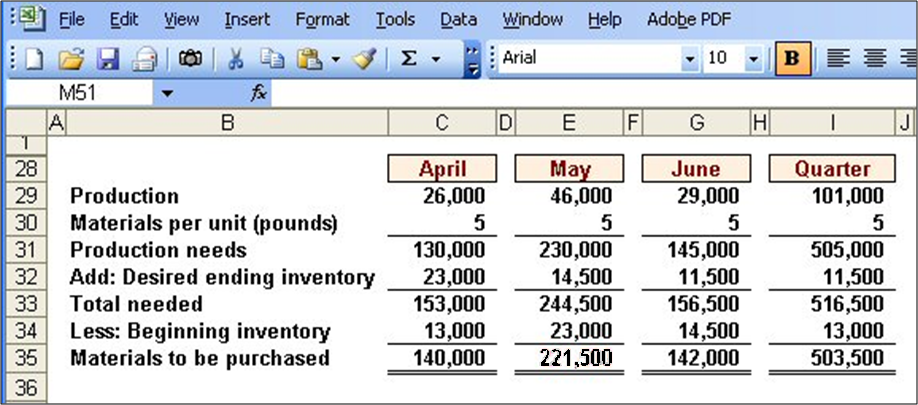 File Edit View Insert Format Tools Data Window Help Adobe PDF
Σ Arial 10 B
M51 fx
A B C D E F G H I J
1
28 April May June Quarter
29 Production 26,000 46,000 29,000 101,000
30 Materials per unit (pounds) 5 5 5 5
31 Production needs 130,000 230,000 145,000 505,000
32 Add: Desired ending inventory 23,000 14,500 11,500 11,500
33 Total needed 153,000 244,500 156,500 516,500
34 Less: Beginning inventory 13,000 23,000 14,500 13,000
35 Materials to be purchased 140,000 221,500 142,000 503,500
36